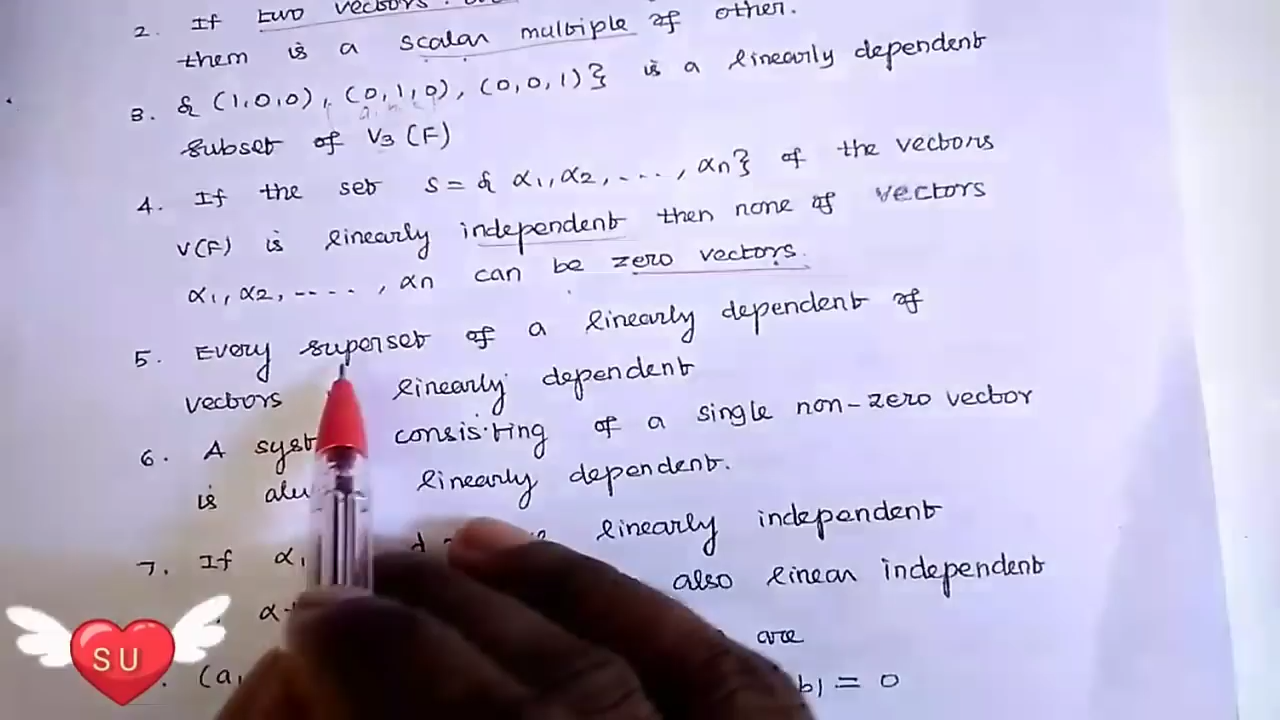 2. If two vectors
them is a scalar multiple of other.
3. { (1,0,0), (0,1,0), (0,0,1)} is a linearly dependent
subset of V3 (F)
4. If the set S = { α1, α2, ..., αn} of the vectors
V(F) is linearly independent then none of vectors
α1, α2, ...., αn can be zero vectors.
5. Every superset of a linearly dependent of
vectors linearly dependent
6. A consisting of a single non-zero vector
is linearly dependent.
7. If α, linearly independent
also linear independent
are
(a, b1 = 0
SU